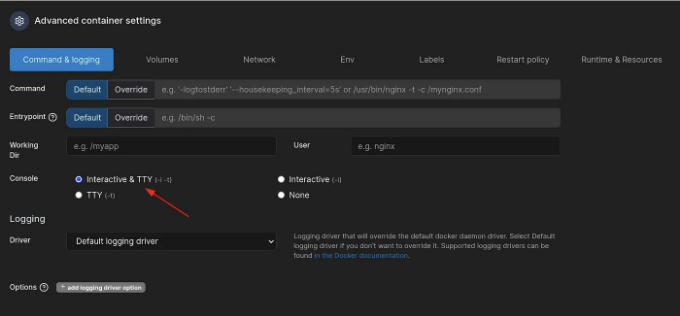 Advanced container settings
Command & logging Volumes Network Env Labels Restart policy Runtime & Resources
Command Default Override e.g. '-logtostderr' '--housekeeping_interval=5s' or /usr/bin/nginx -t -c /mynginx.conf
Entrypoint Default Override e.g. /bin/sh -c
Working Dir e.g. /myapp User e.g. nginx
Console Interactive & TTY (-i -t) Interactive (-i)
TTY (-t) None
Logging
Driver Default logging driver Logging driver that will override the default docker daemon driver. Select Default
logging driver if you don't want to override it. Supported logging drivers can be
found in the Docker documentation.
Options + add logging driver option